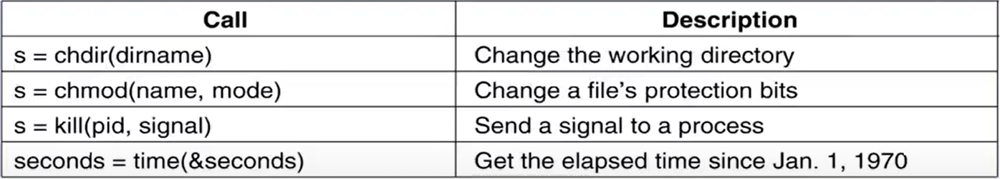 Call Description
s = chdir(dirname) Change the working directory
s = chmod(name, mode) Change a file’s protection bits
s = kill(pid, signal) Send a signal to a process
seconds = time(&seconds) Get the elapsed time since Jan. 1, 1970